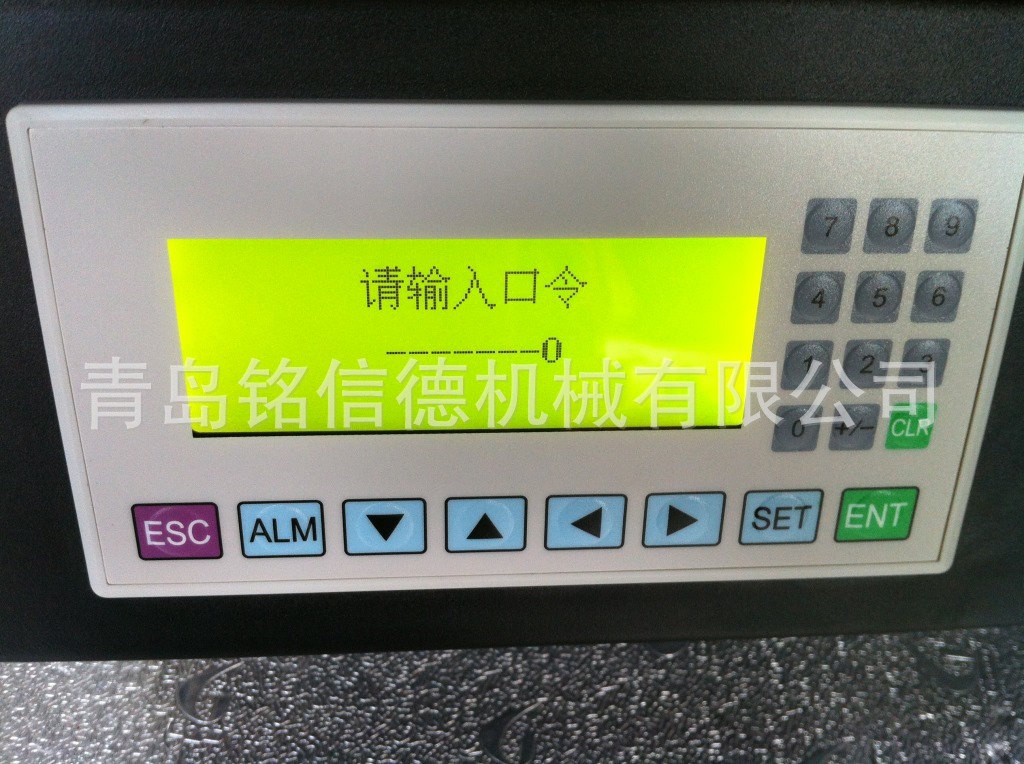 请输入口令
-------0
青岛铭信德机械有限公司
7 8 9
4 5 6
1 2 3
0 +/- CLR
ESC ALM ▼ ▲ ◀ ▶ SET ENT